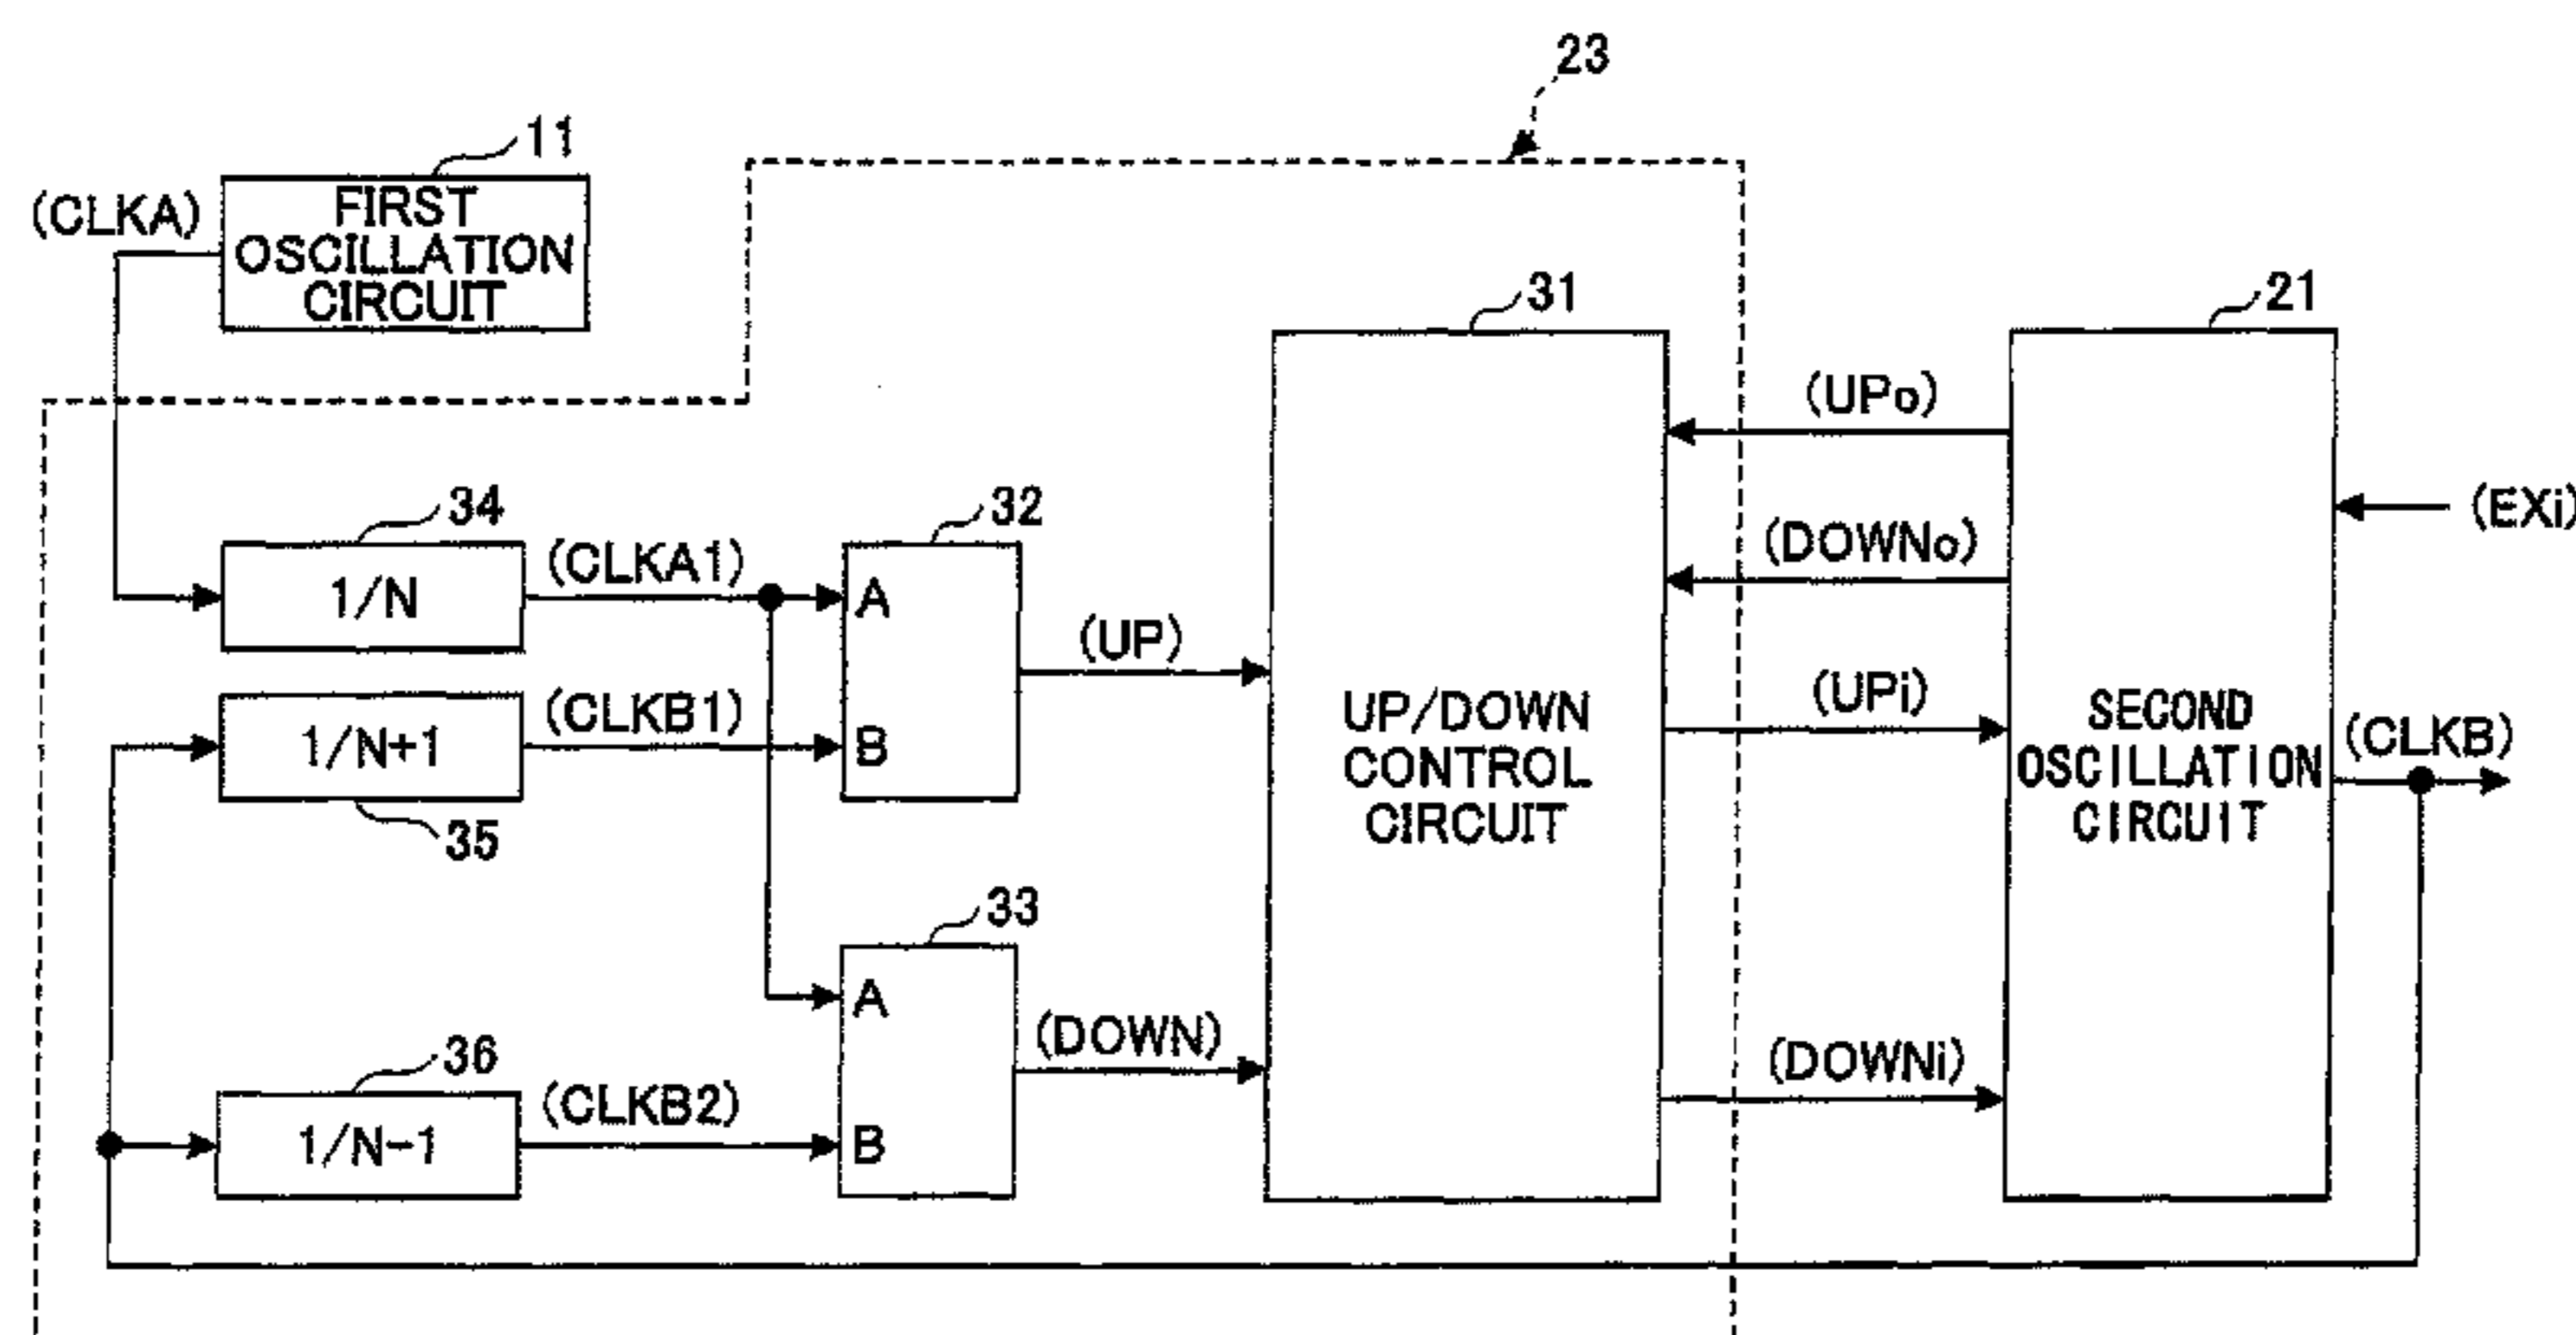 23
11
(CLKA)
FIRST
OSCILLATION
CIRCUIT
31
21
(UPo)
(EXi)
34
32
(DOWNo)
1/N
(CLKA1)
A
(UP)
(UPi)
1/N+1
(CLKB1)
B
35
UP/DOWN
CONTROL
CIRCUIT
SECOND
OSCILLATION
CIRCUIT
(CLKB)
33
A
(DOWN)
(DOWNi)
36
1/N-1
(CLKB2)
B